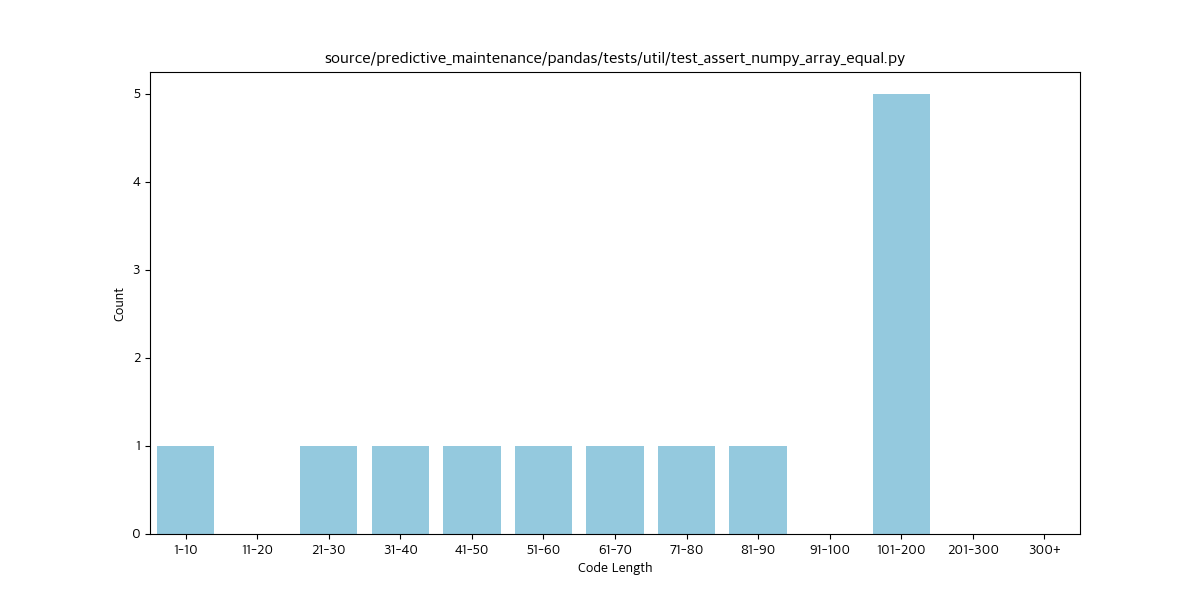 source/predictive_maintenance/pandas/tests/util/test_assert_numpy_array_equal.py
5
4
3
2
1
0
Count
1-10 11-20 21-30 31-40 41-50 51-60 61-70 71-80 81-90 91-100 101-200 201-300 300+
Code Length